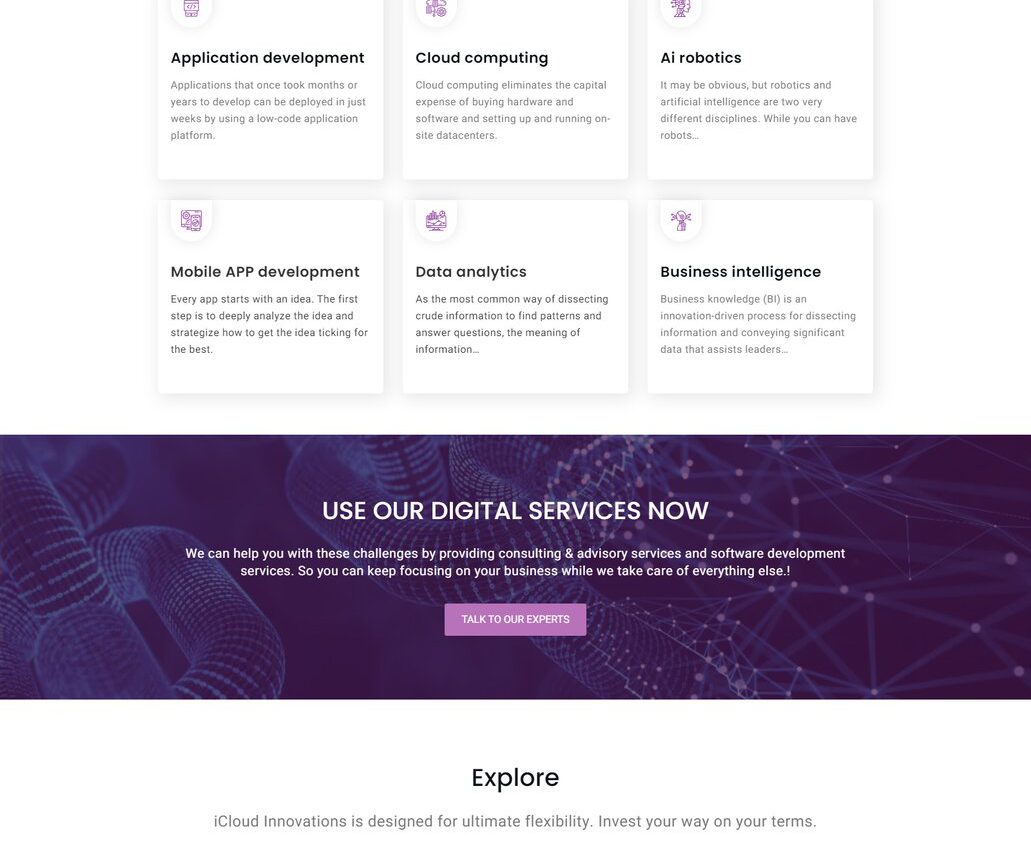 Application development
Applications that once took months or
years to develop can be deployed in just
weeks by using a low-code application
platform.
Cloud computing
Cloud computing eliminates the capital
expense of buying hardware and
software and setting up and running on-
site datacenters.
Ai robotics
It may be obvious, but robotics and
artificial intelligence are two very
different disciplines. While you can have
robots...
Mobile APP development
Every app starts with an idea. The first
step is to deeply analyze the idea and
strategize how to get the idea ticking for
the best.
Data analytics
As the most common way of dissecting
crude information to find patterns and
answer questions, the meaning of
information...
Business intelligence
Business knowledge (BI) is an
innovation-driven process for dissecting
information and conveying significant
data that assists leaders...
USE OUR DIGITAL SERVICES NOW
We can help you with these challenges by providing consulting & advisory services and software development
services. So you can keep focusing on your business while we take care of everything else.!
TALK TO OUR EXPERTS
Explore
iCloud Innovations is designed for ultimate flexibility. Invest your way on your terms.